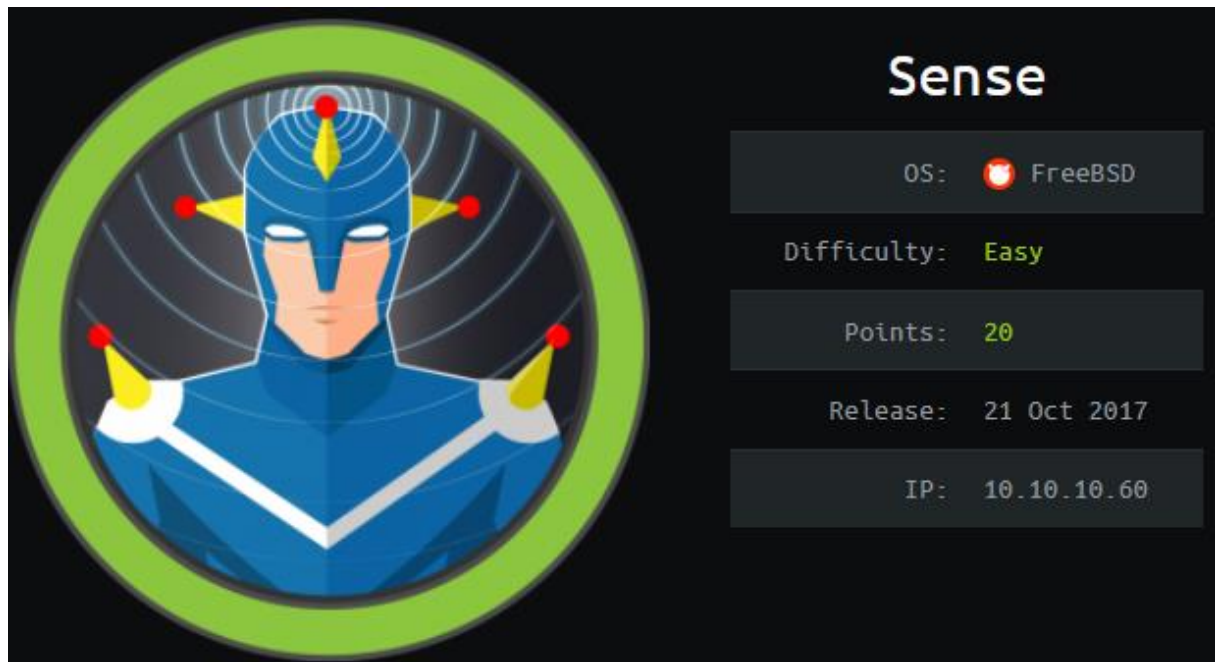 Sense
OS: FreeBSD
Difficulty: Easy
Points: 20
Release: 21 Oct 2017
IP: 10.10.10.60